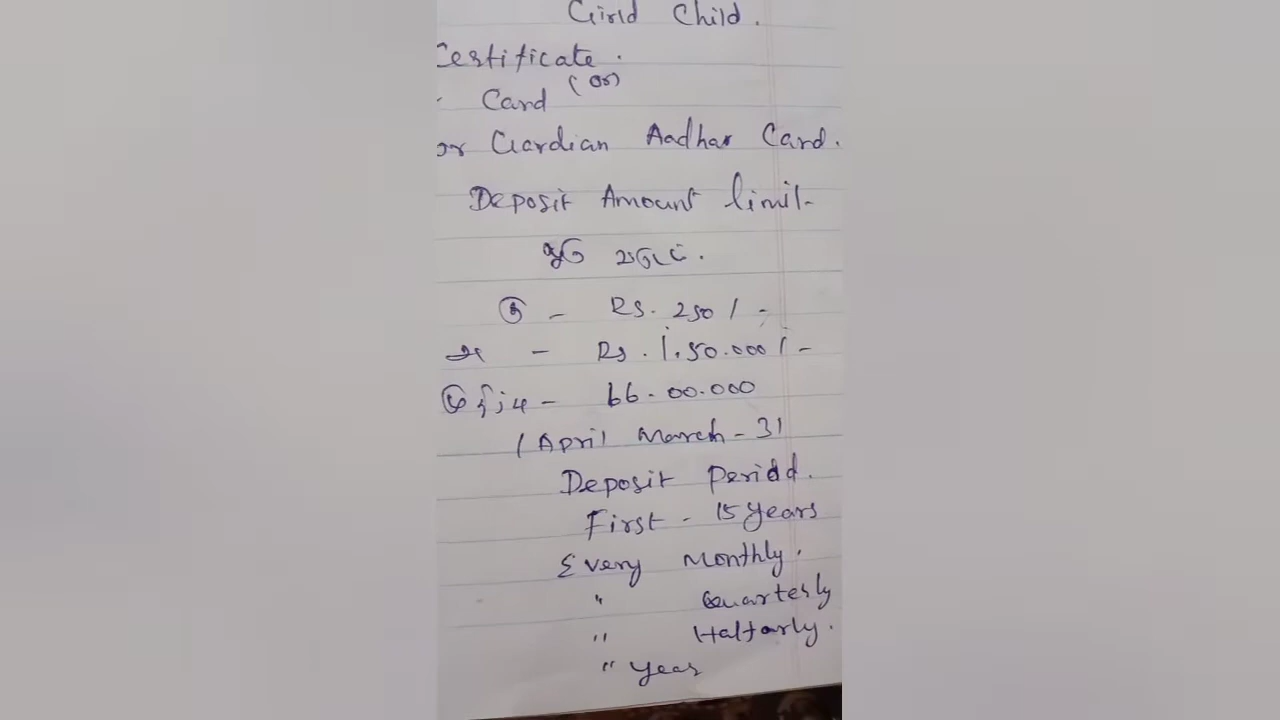 Girld Child.
Certificate.
Card (or)
or Gardian Aadhar Card.
Deposit Amount limit-
Rs. 250/-
Rs. 1.50.000/-
66.00.000
(April March - 31
Deposit Period.
First - 15 years
Every Monthly.
" Quarterly
" Halfarly.
" Year